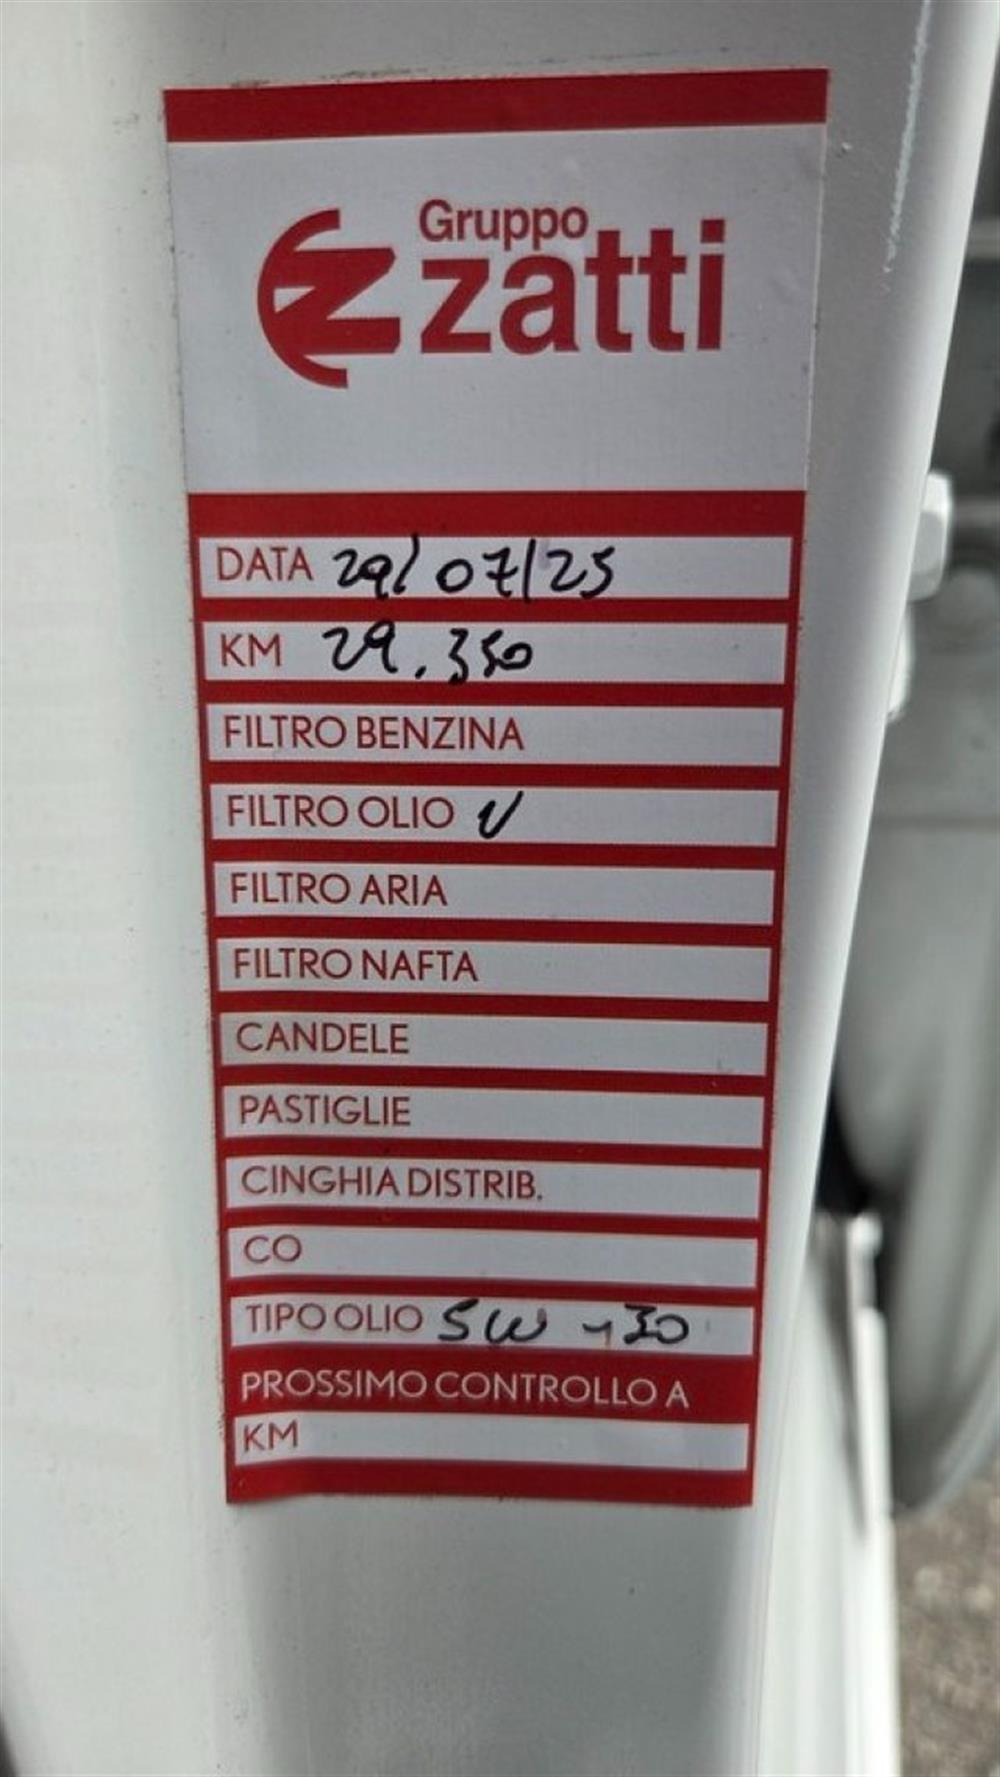 Gruppo
zatti
DATA 29/07/25
KM 29.350
FILTRO BENZINA
FILTRO OLIO V
FILTRO ARIA
FILTRO NAFTA
CANDELE
PASTIGLIE
CINGHIA DISTRIB.
CO
TIPO OLIO 5W-30
PROSSIMO CONTROLLO A
KM